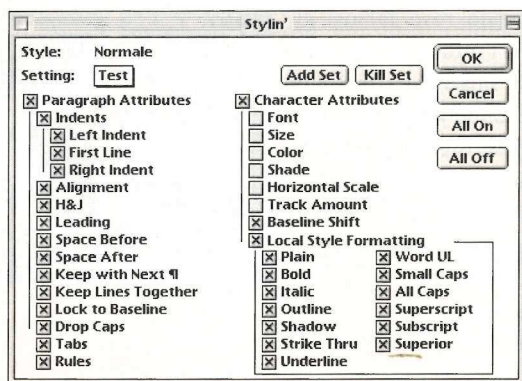 Stylin'
Style: Normale
Setting: Test
Add Set
Kill Set
OK
Cancel
All On
All Off
Paragraph Attributes
Indents
Left Indent
First Line
Right Indent
Alignment
H&J
Leading
Space Before
Space After
Keep with Next ¶
Keep Lines Together
Lock to Baseline
Drop Caps
Tabs
Rules
Character Attributes
Font
Size
Color
Shade
Horizontal Scale
Track Amount
Baseline Shift
Local Style Formatting
Plain
Bold
Italic
Outline
Shadow
Strike Thru
Underline
Word UL
Small Caps
All Caps
Superscript
Subscript
Superior